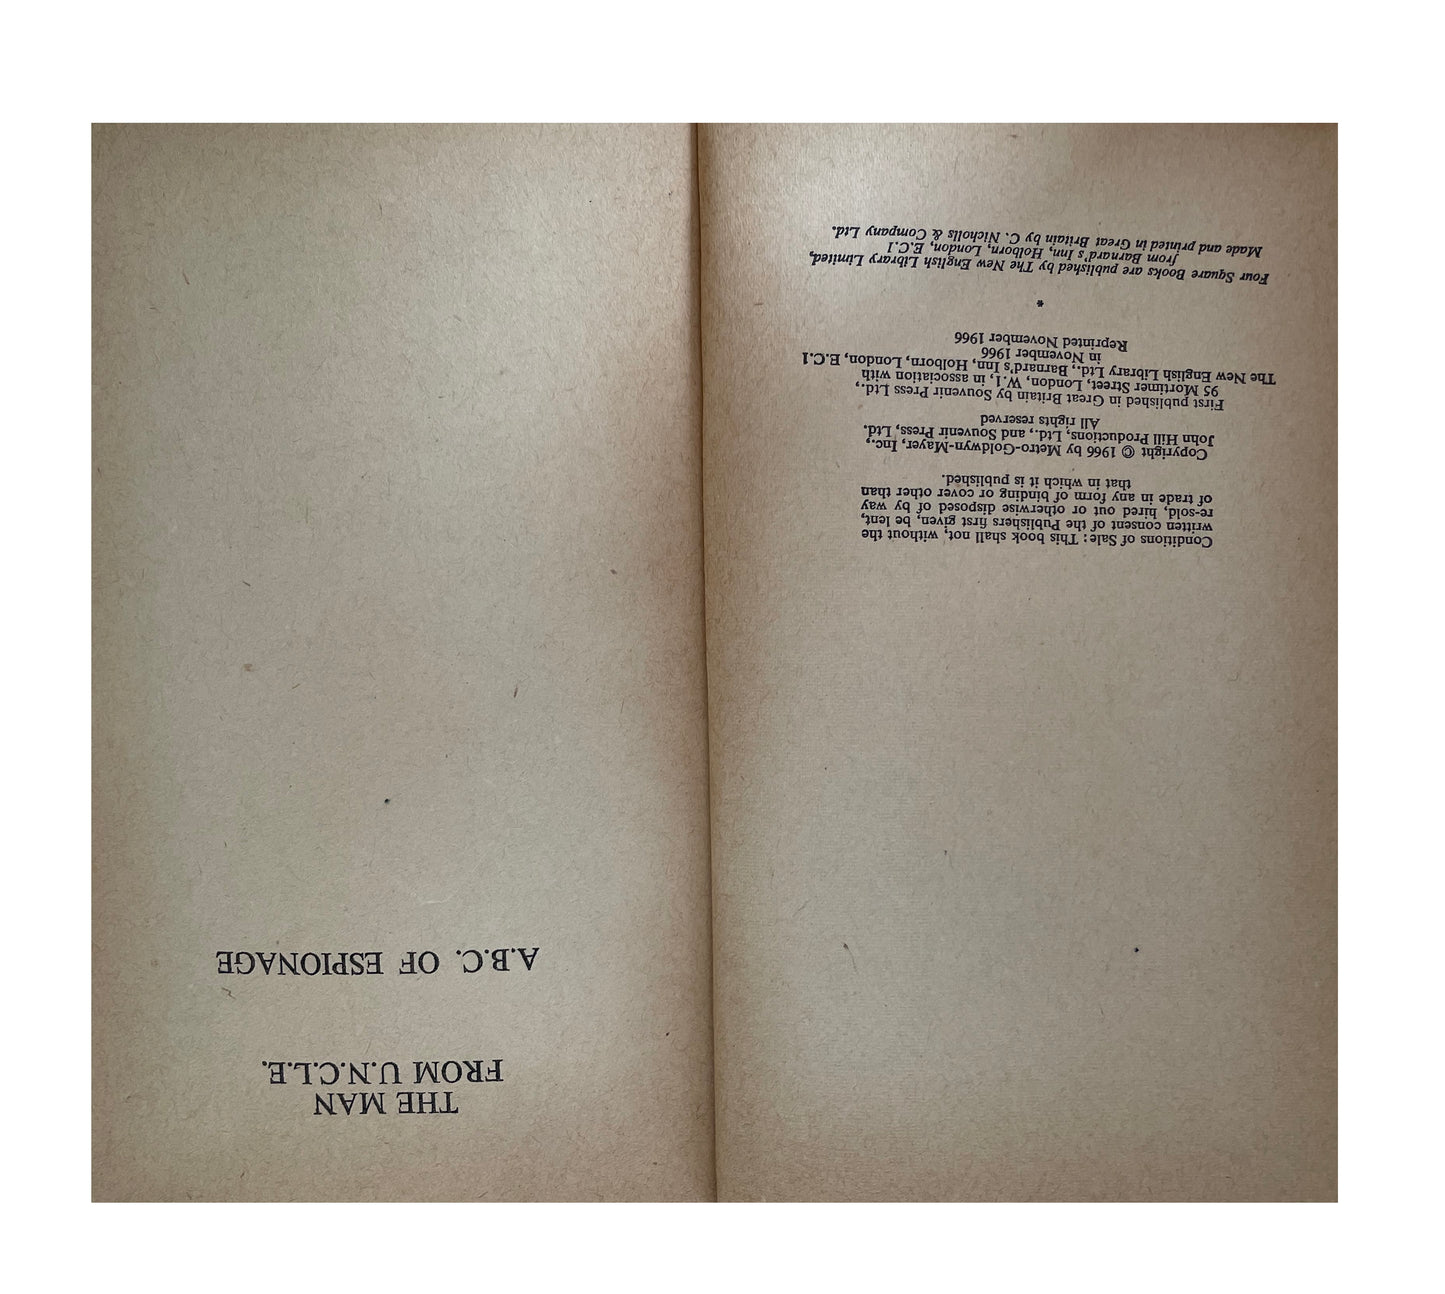 Conditions of Sale: This book shall not, without the
written consent of the Publishers first given, be lent,
re-sold, hired out or otherwise disposed of by way
of trade in any form of binding or cover other than
that in which it is published.
Copyright © 1966 by Metro-Goldwyn-Mayer, Inc.,
John Hill Productions, Ltd., and Souvenir Press, Ltd.
All rights reserved
First published in Great Britain by Souvenir Press Ltd.,
95 Mortimer Street, London, W.1, in association with
The New English Library Ltd., Barnard's Inn, Holborn, London, E.C.1
in November 1966
Reprinted November 1966
*
Four Square Books are published by The New English Library Limited,
from Barnard's Inn, Holborn, London, E.C.1
Made and printed in Great Britain by C. Nicholls & Company Ltd.
THE MAN
FROM U.N.C.L.E.
A.B.C. OF ESPIONAGE